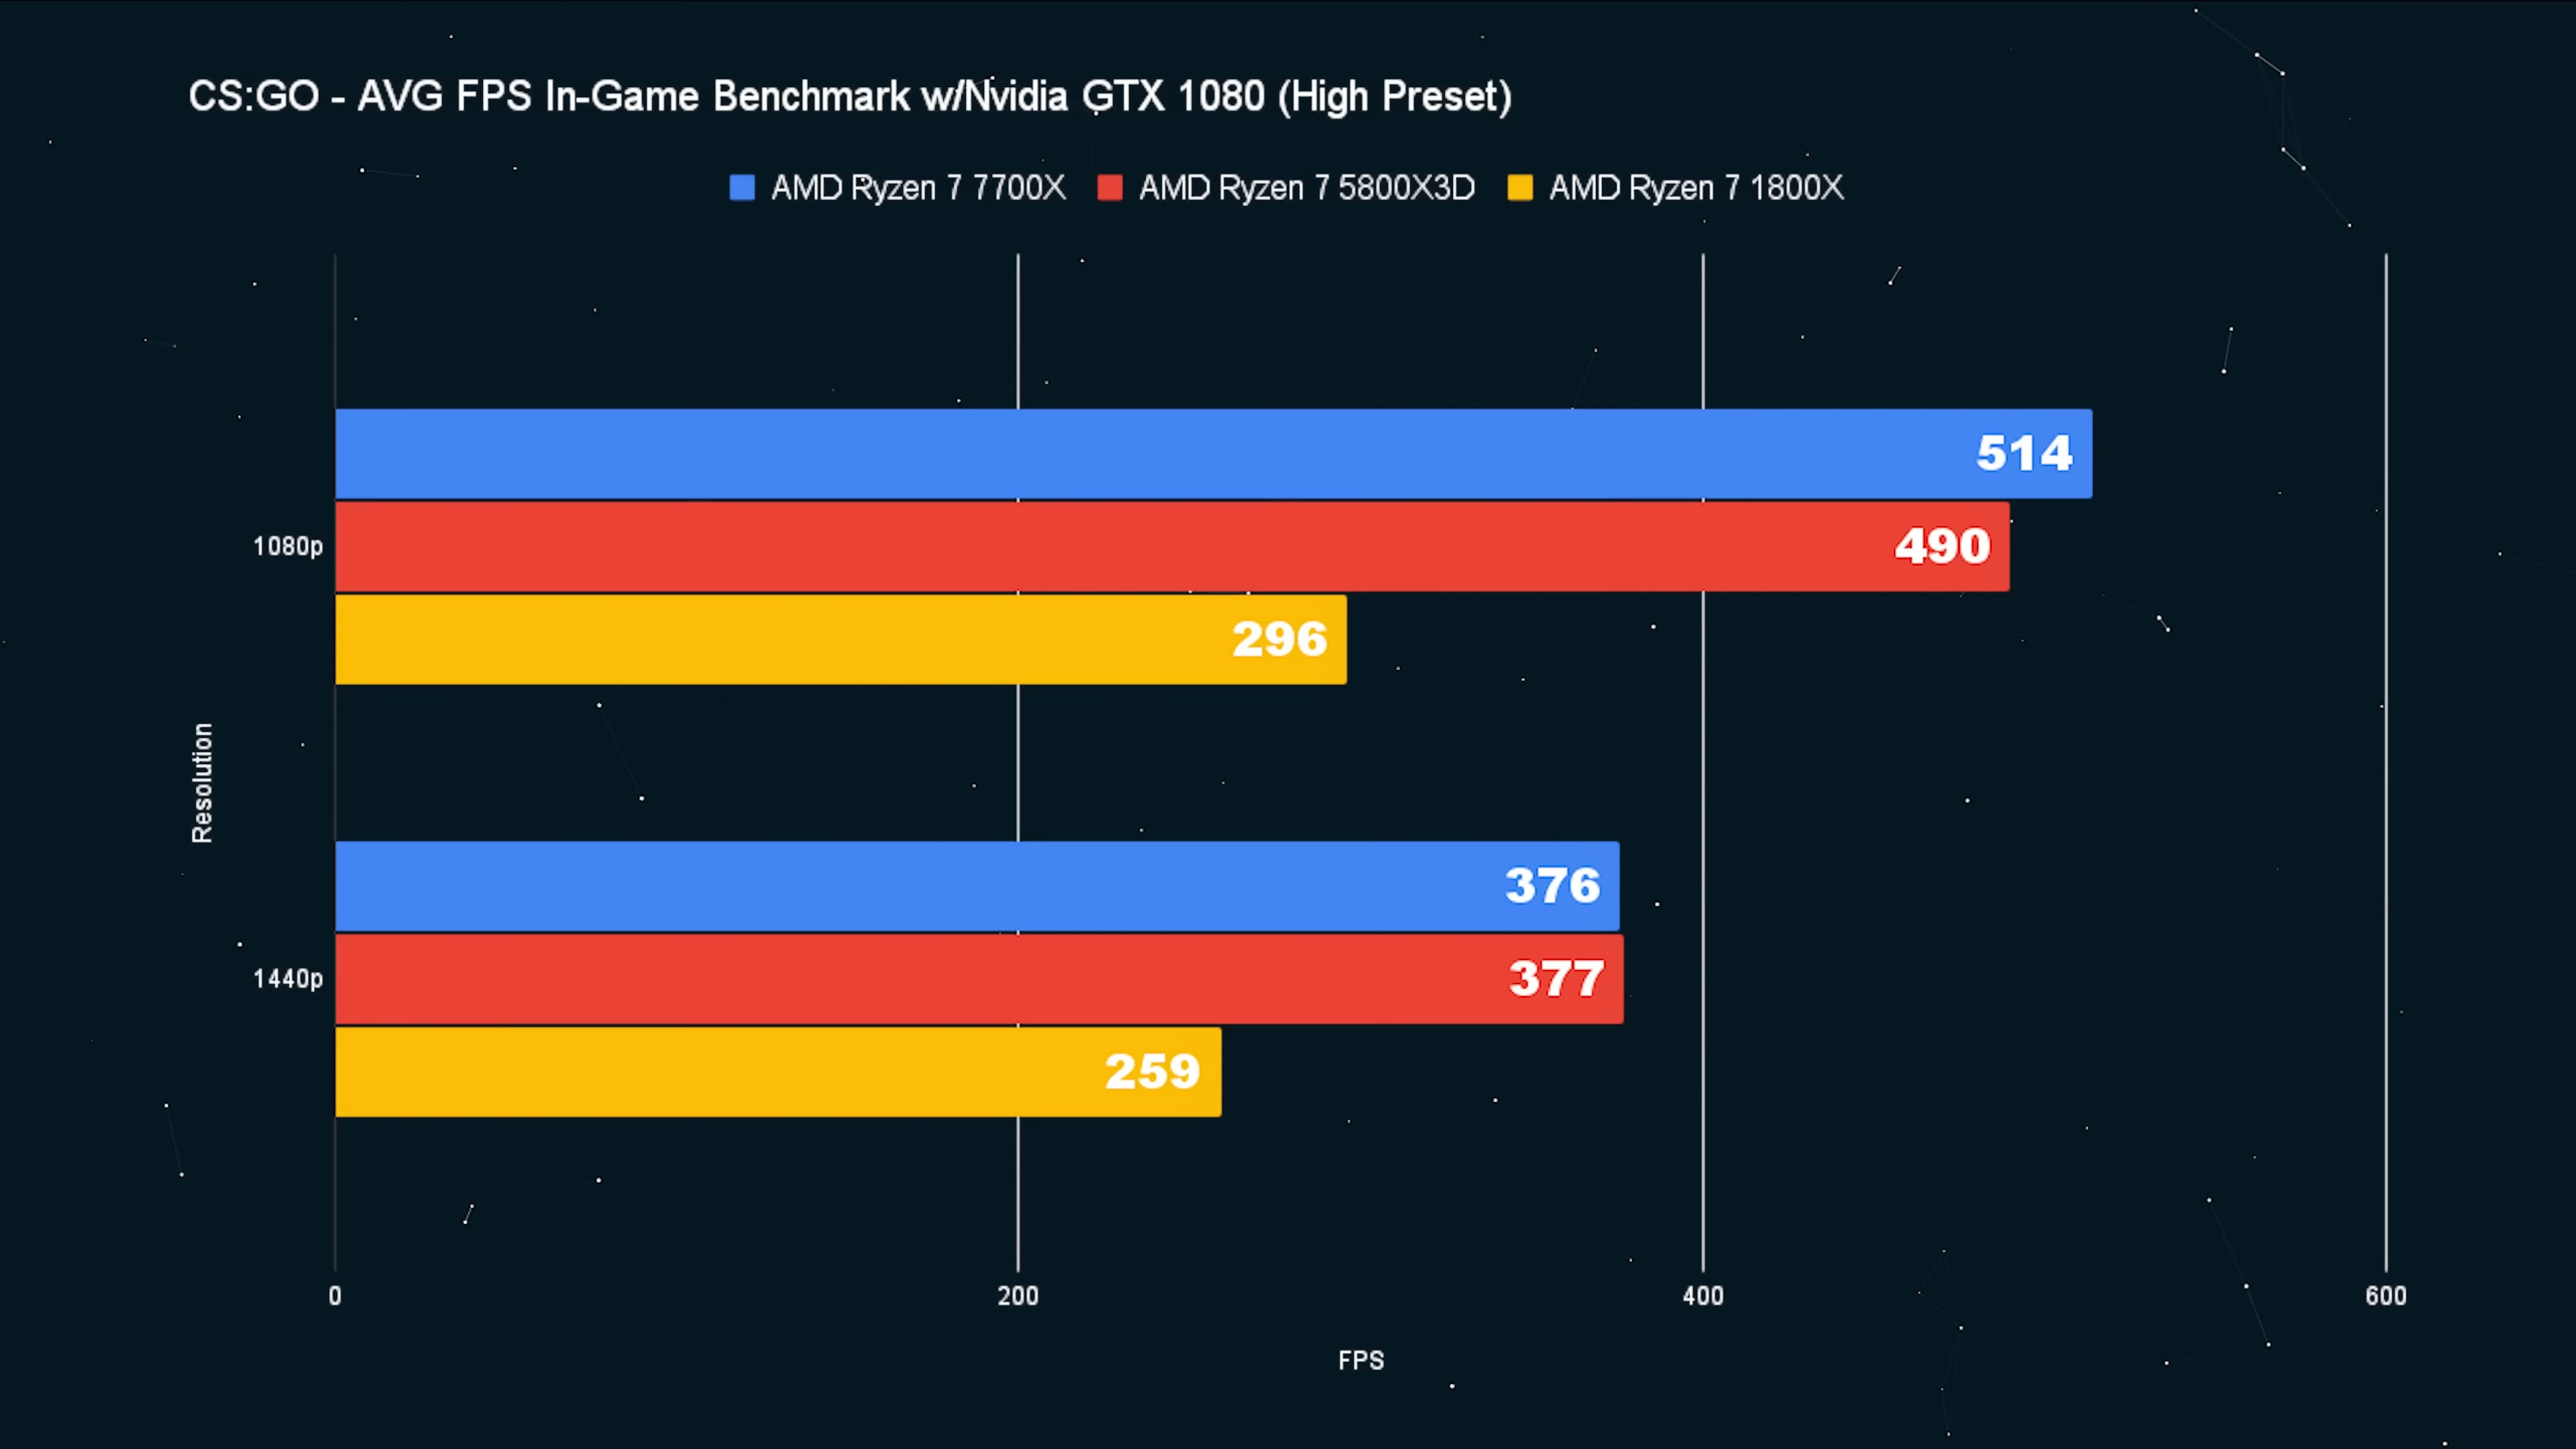 CS:GO - AVG FPS In-Game Benchmark w/Nvidia GTX 1080 (High Preset)
AMD Ryzen 7 7700X AMD Ryzen 7 5800X3D AMD Ryzen 7 1800X
514
1080p 490
296
Resolution
376
1440p 377
259
0 200 400 600
FPS